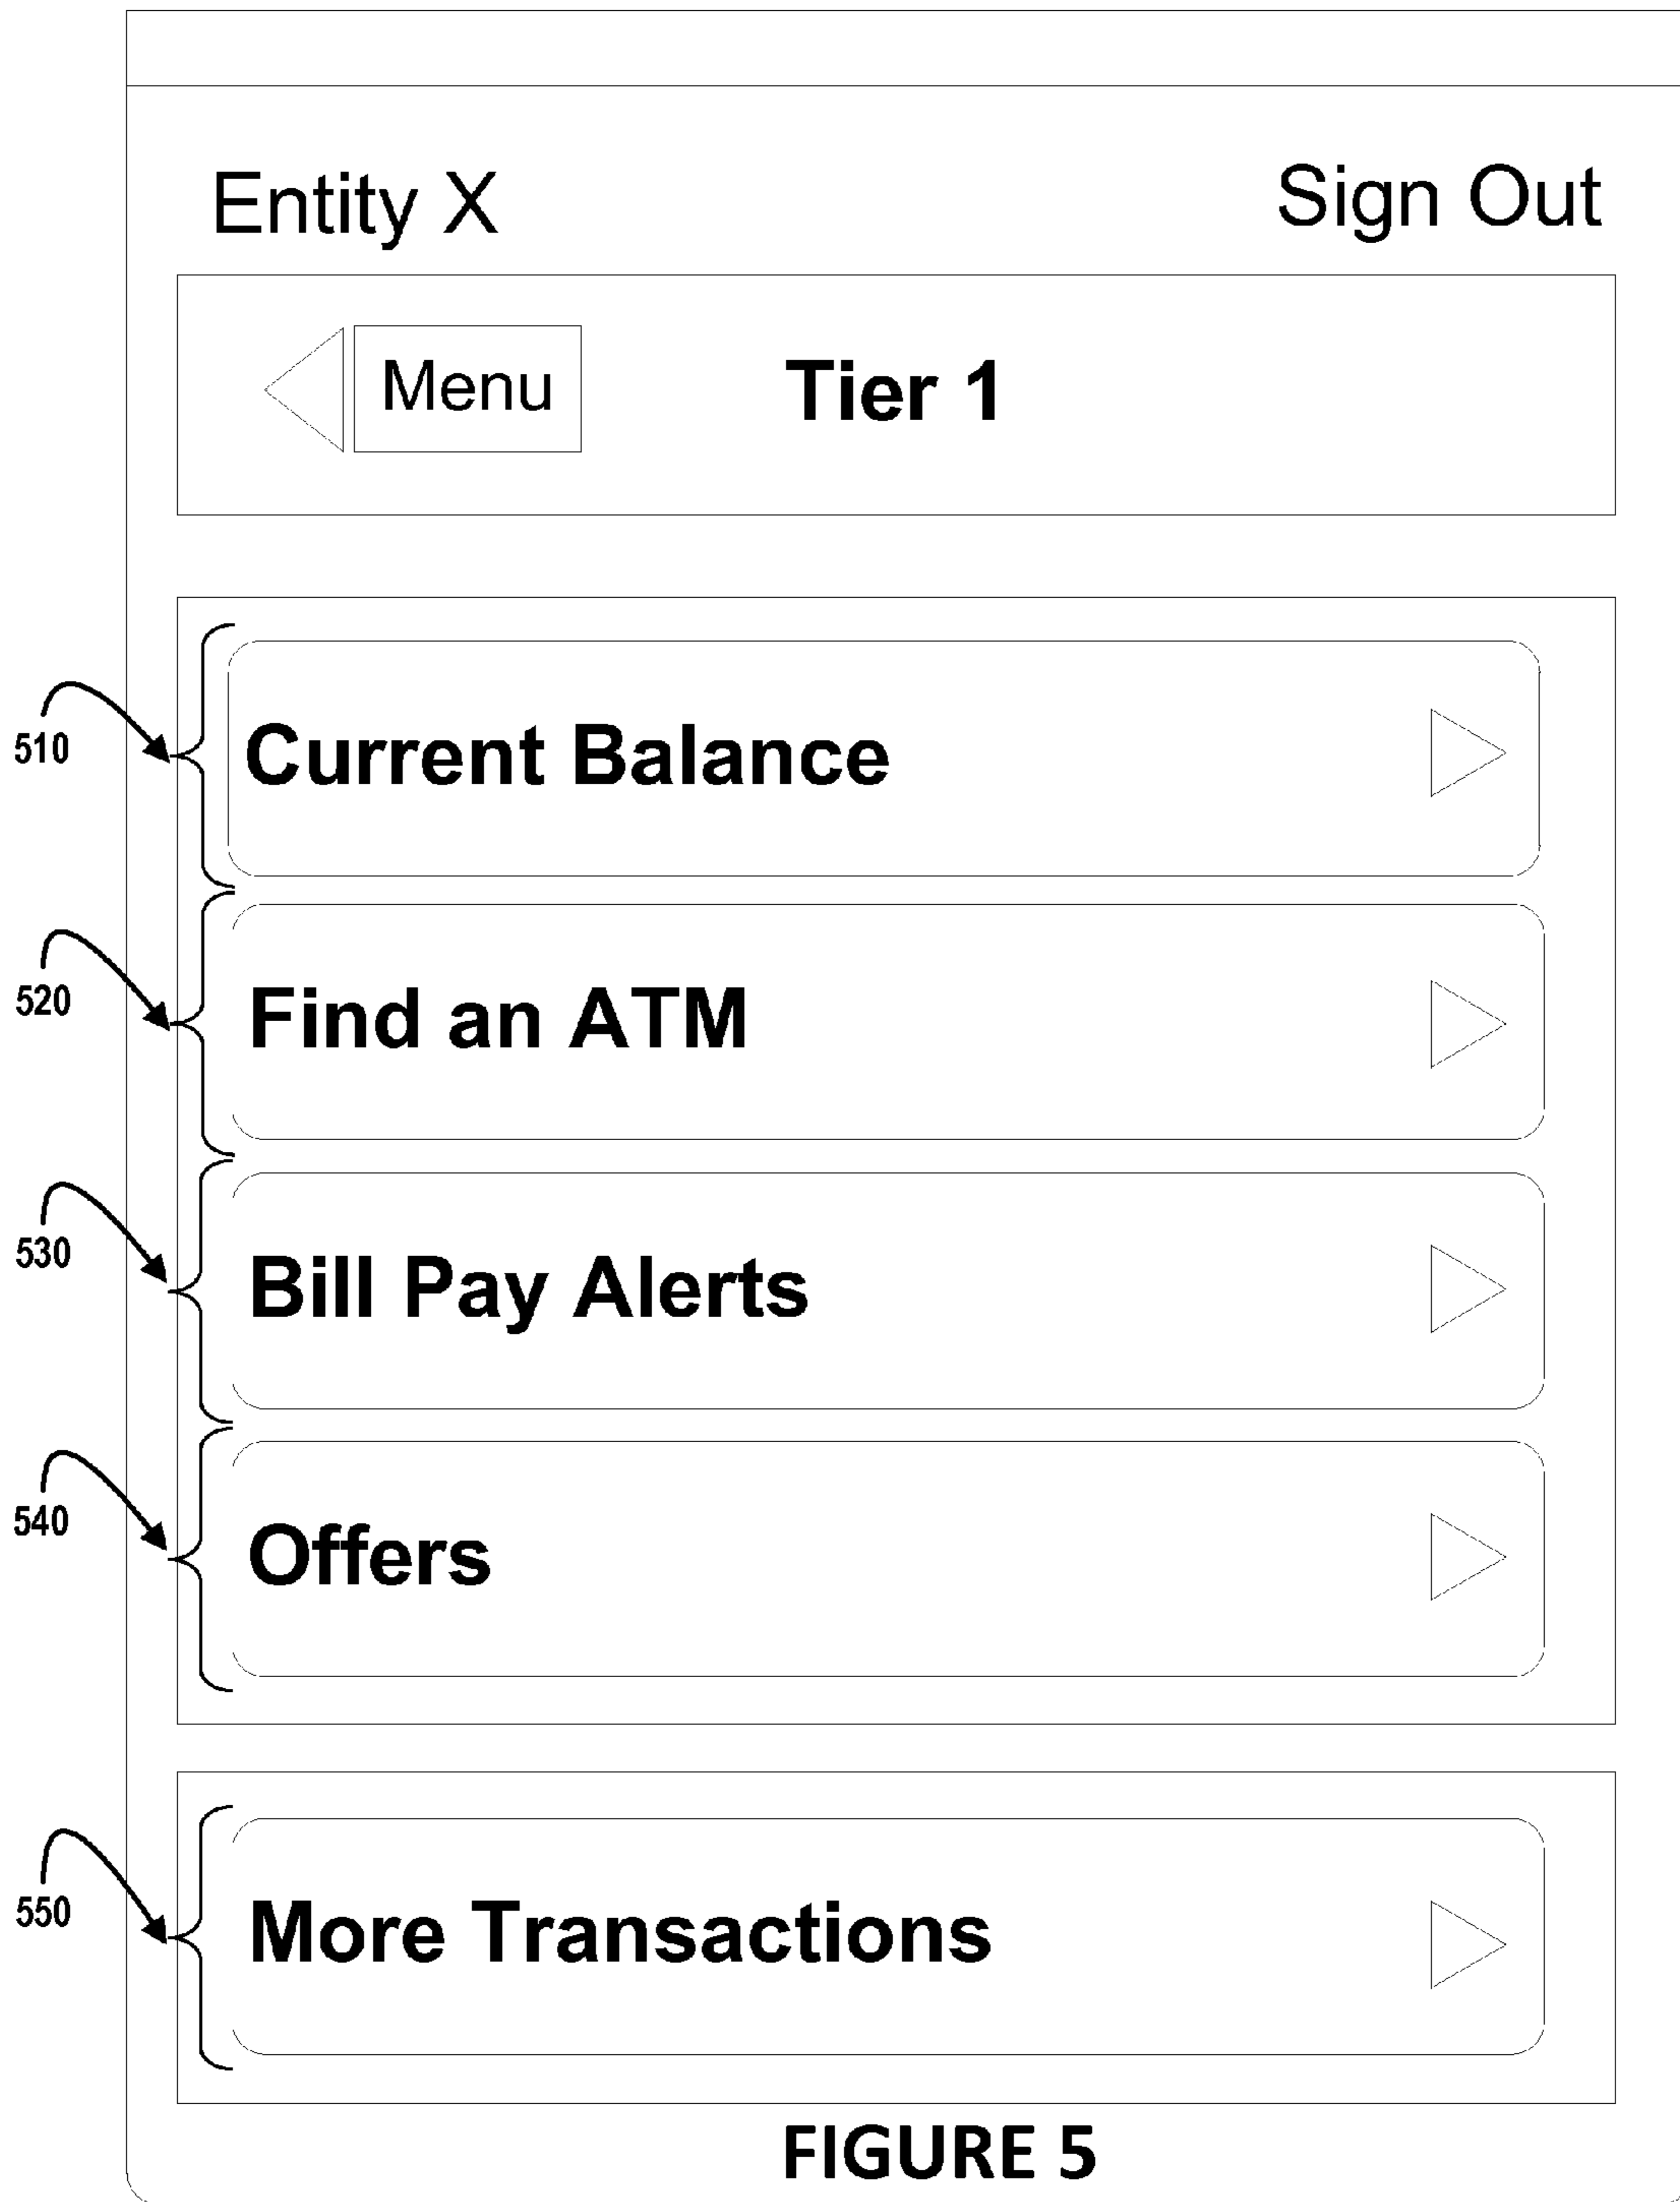 Entity X Sign Out
Menu Tier 1
510 Current Balance
520 Find an ATM
530 Bill Pay Alerts
540 Offers
550 More Transactions
FIGURE 5